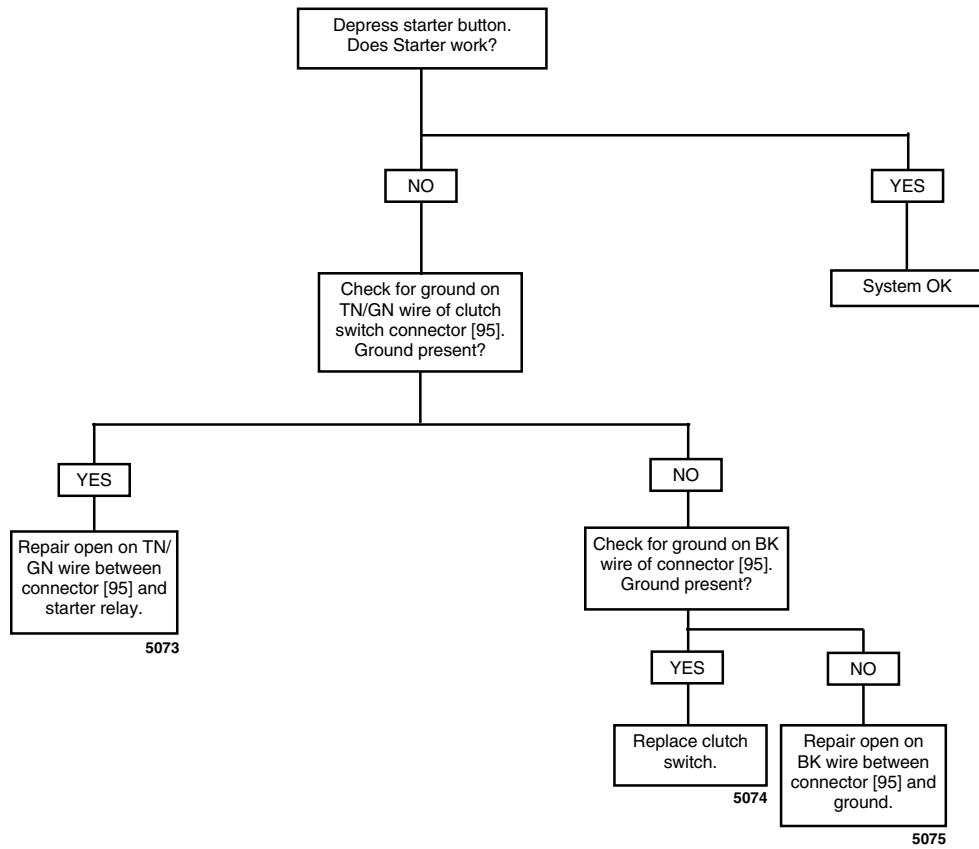 Depress starter button.
Does Starter work?
NO
YES
Check for ground on
TN/GN wire of clutch
switch connector [95].
Ground present?
System OK
YES
NO
Repair open on TN/
GN wire between
connector [95] and
starter relay.
5073
Check for ground on BK
wire of connector [95].
Ground present?
YES
NO
Replace clutch
switch.
5074
Repair open on
BK wire between
connector [95] and
ground.
5075